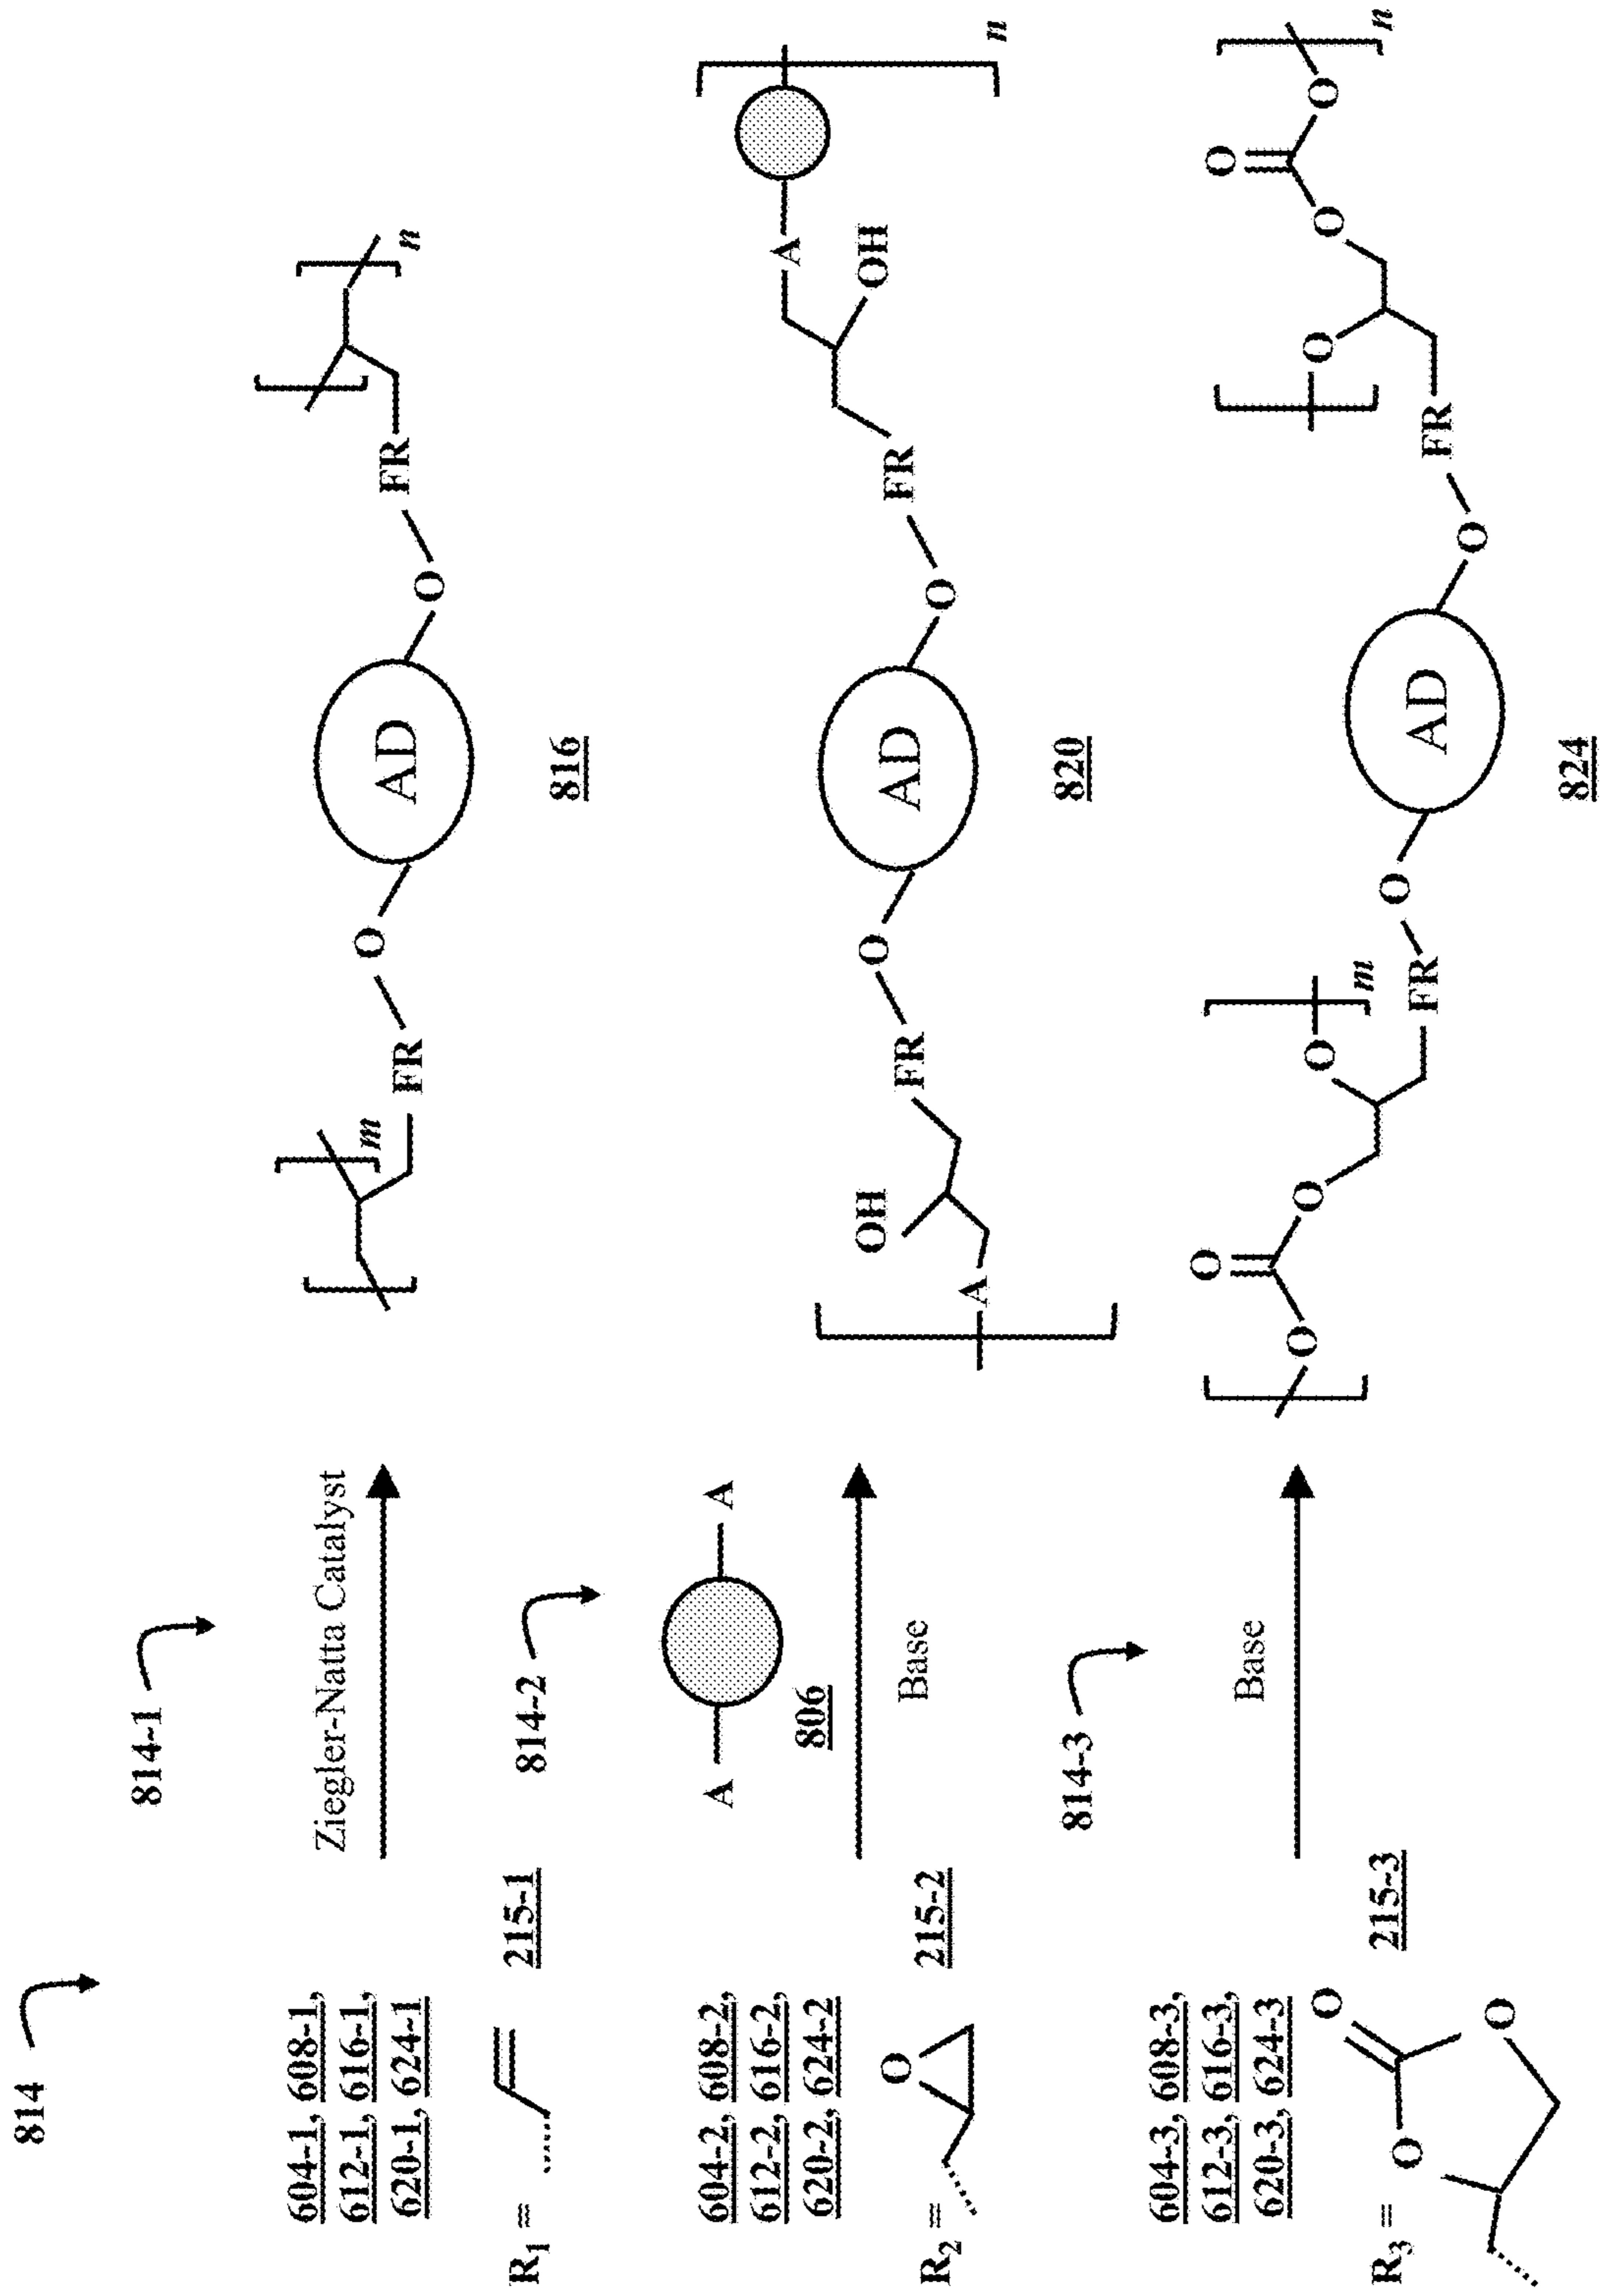 814
814-1
604-1, 608-1,
612-1, 616-1,
620-1, 624-1
R1 =
215-1
Ziegler-Natta Catalyst
m
FR
O
AD
O
FR
n
816
814-2
604-2, 608-2,
612-2, 616-2,
620-2, 624-2
R2 =
O
215-2
A
A
806
Base
A
OH
FR
O
AD
O
FR
OH
A
n
820
814-3
604-3, 608-3,
612-3, 616-3,
620-3, 624-3
R3 =
O
O
O
215-3
Base
O
O
O
O
m
FR
O
AD
O
FR
O
O
O
O
n
824